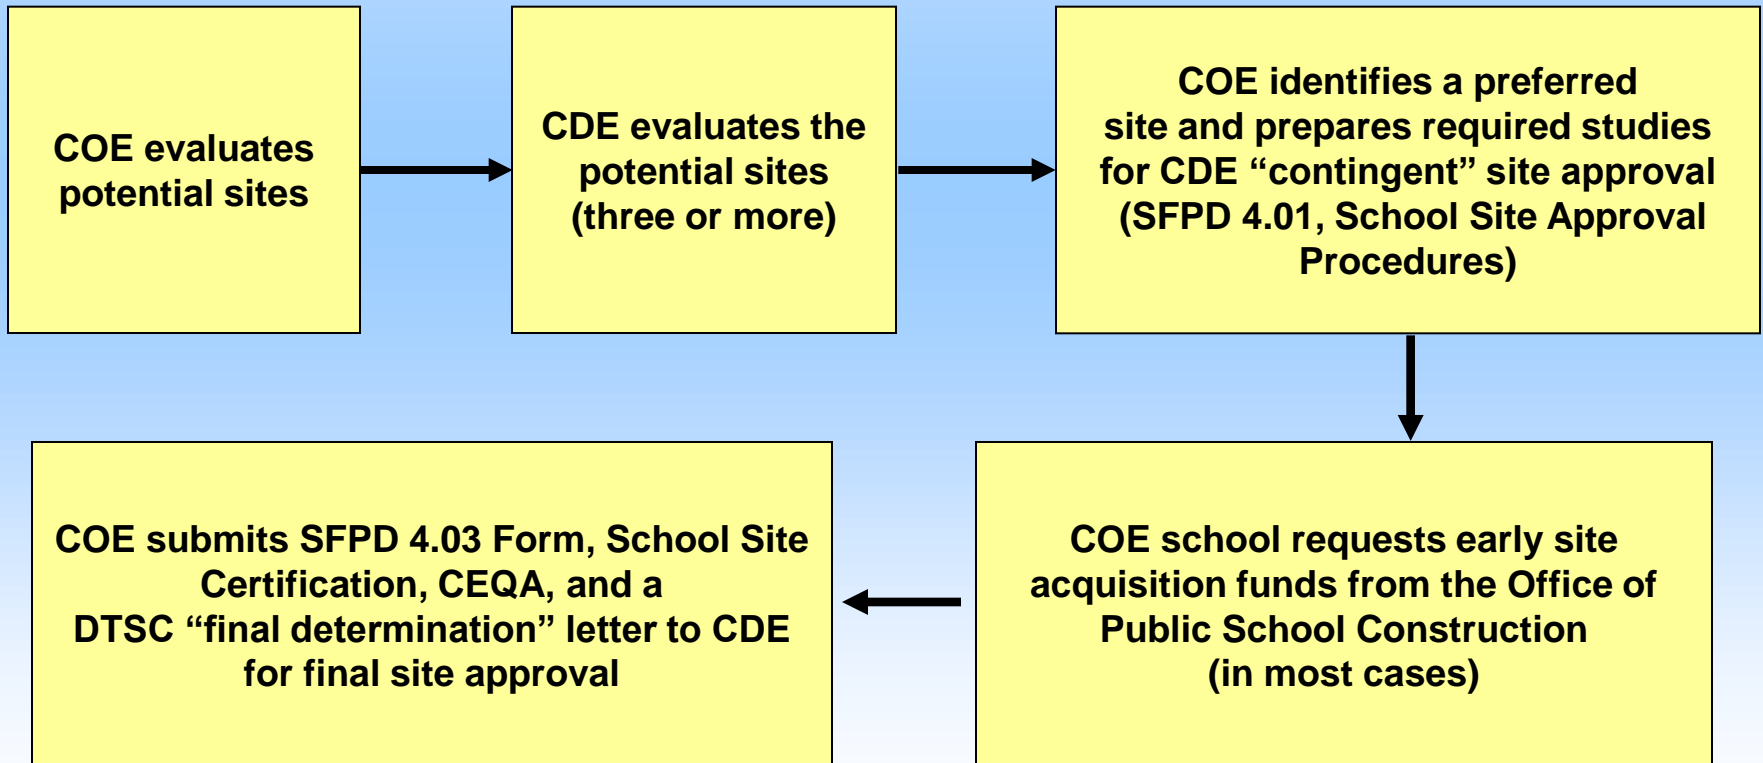 COE evaluates
potential sites
CDE evaluates the
potential sites
(three or more)
COE identifies a preferred
site and prepares required studies
for CDE “contingent” site approval
(SFPD 4.01, School Site Approval
Procedures)
COE school requests early site
acquisition funds from the Office of
Public School Construction
(in most cases)
COE submits SFPD 4.03 Form, School Site
Certification, CEQA, and a
DTSC “final determination” letter to CDE
for final site approval